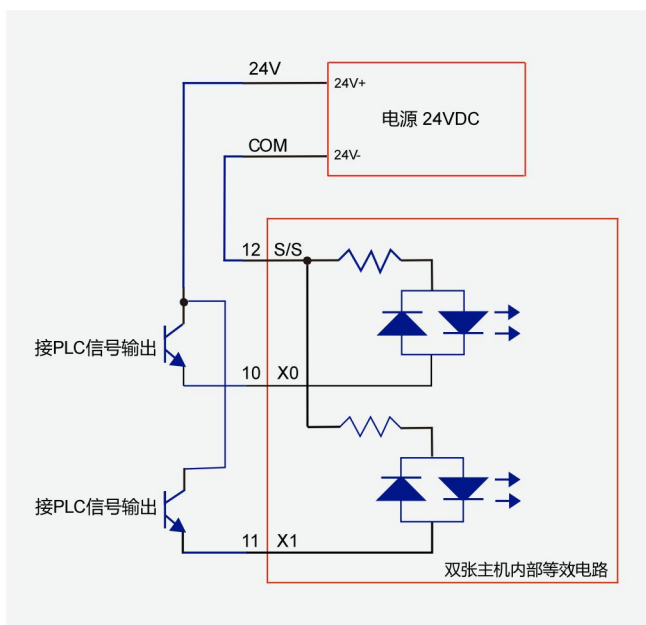 24V
24V+
电源 24VDC
COM
24V-
12 S/S
接PLC信号输出
10 X0
接PLC信号输出
11 X1
双张主机内部等效电路